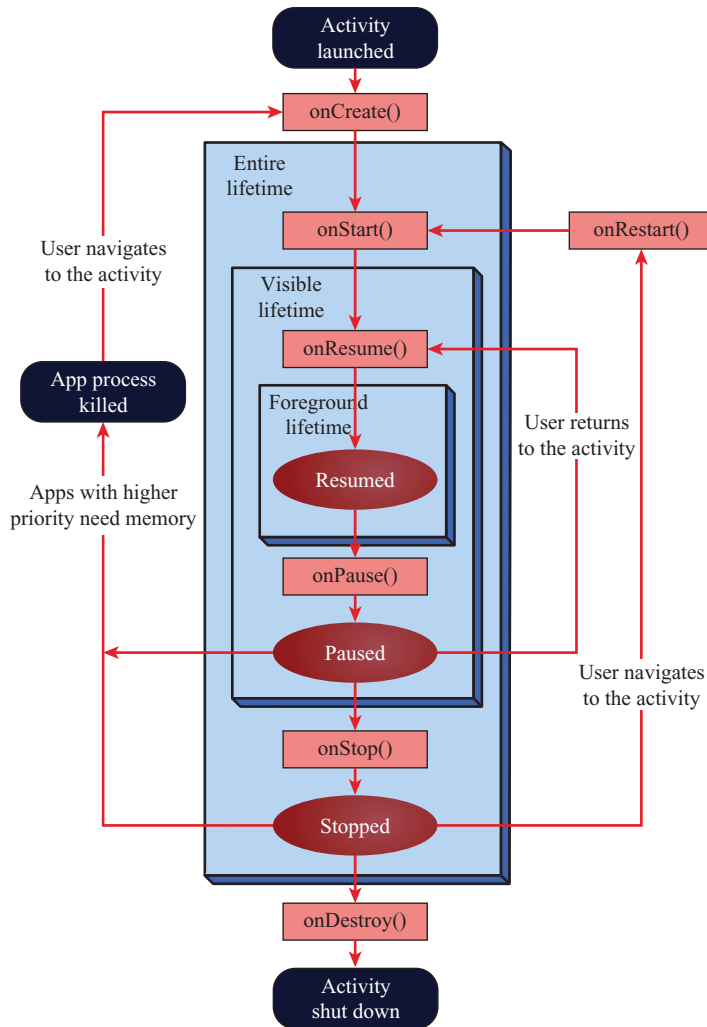 Activity
launched
onCreate()
Entire
lifetime
onStart()
onRestart()
User navigates
to the activity
Visible
lifetime
onResume()
App process
killed
Foreground
lifetime
User returns
to the activity
Resumed
Apps with higher
priority need memory
onPause()
Paused
User navigates
to the activity
onStop()
Stopped
onDestroy()
Activity
shut down